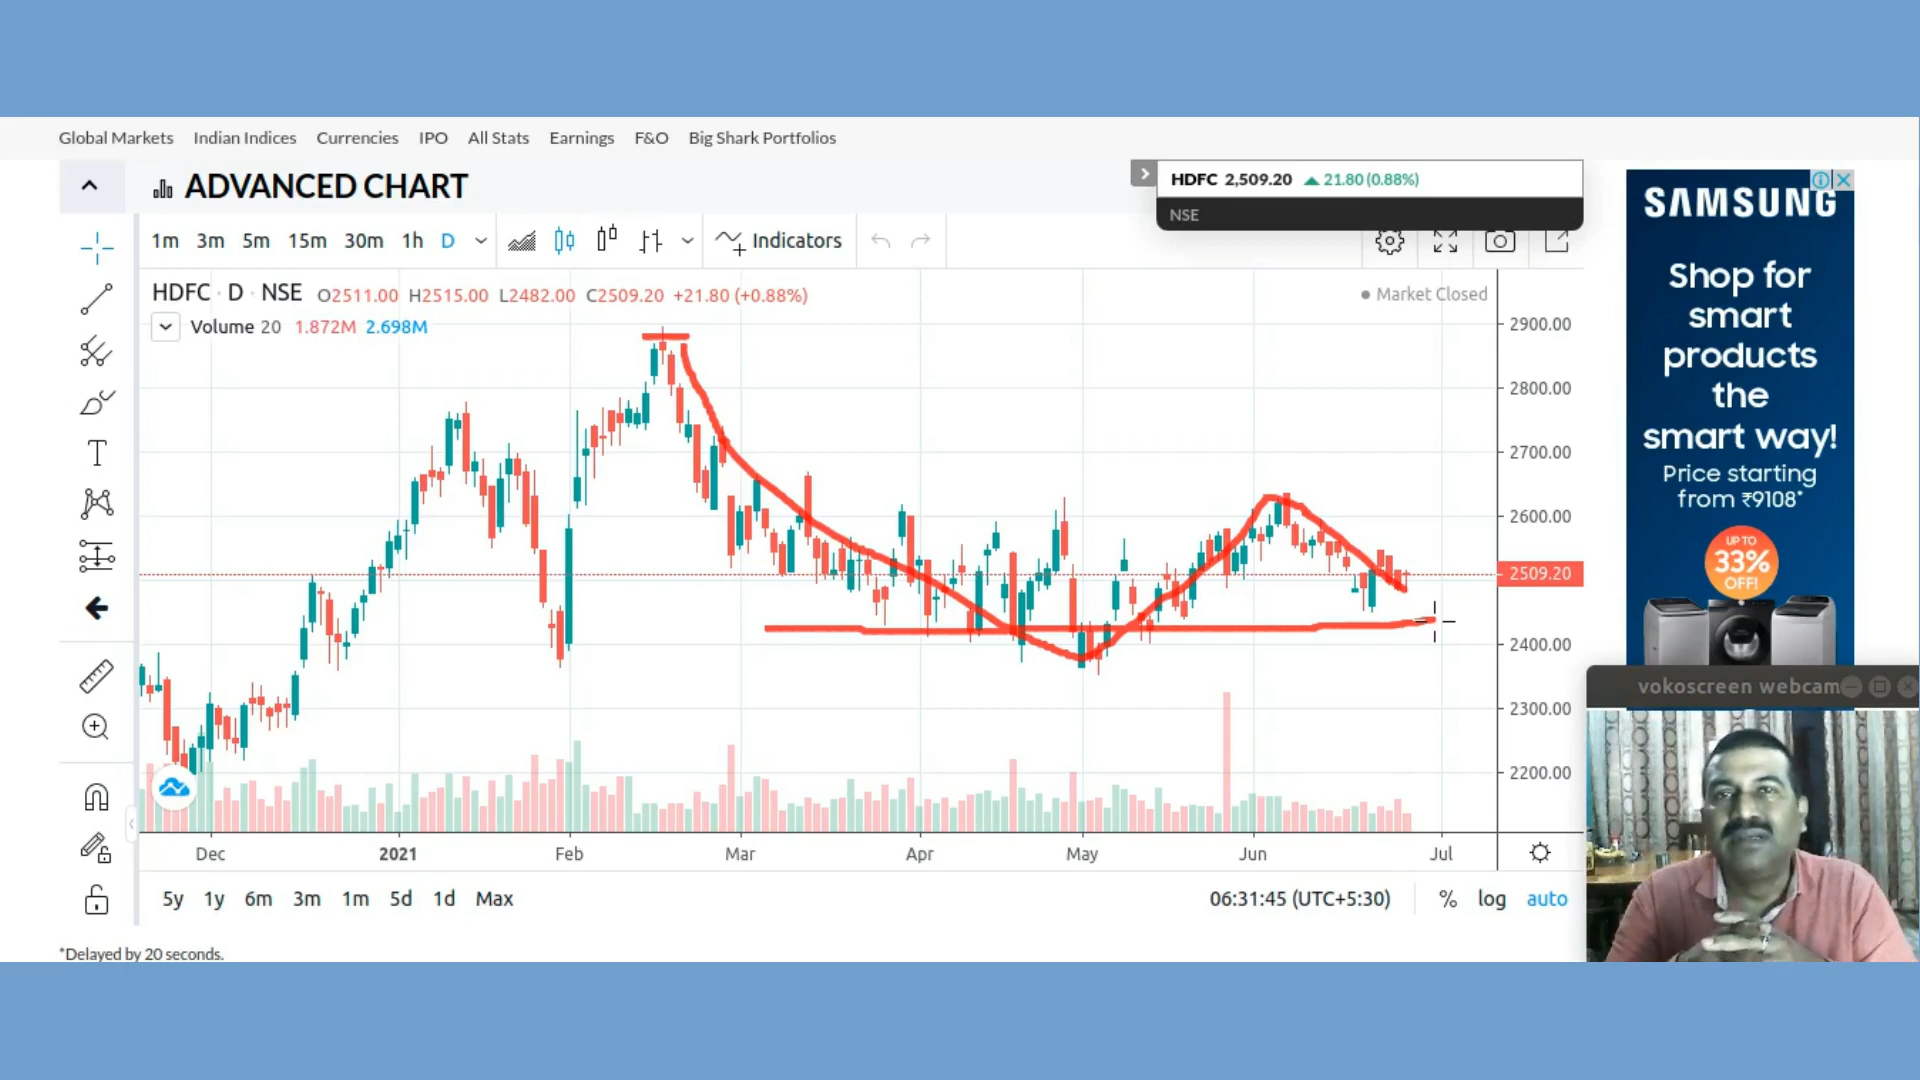 Global Markets Indian Indices Currencies IPO All Stats Earnings F&O Big Shark Portfolios
ADVANCED CHART
HDFC 2,509.20 21.80 (0.88%)
NSE
1m 3m 5m 15m 30m 1h D Indicators
HDFC · D · NSE O2511.00 H2515.00 L2482.00 C2509.20 +21.80 (+0.88%)
Market Closed
Volume 20 1.872M 2.698M
2900.00
2800.00
2700.00
2600.00
2509.20
2400.00
2300.00
2200.00
Dec 2021 Feb Mar Apr May Jun Jul
5y 1y 6m 3m 1m 5d 1d Max
06:31:45 (UTC+5:30) % log auto
*Delayed by 20 seconds.
SAMSUNG
Shop for
smart
products
the
smart way!
Price starting
from ₹9108*
UP TO
33%
OFF!
vokoscreen webcam